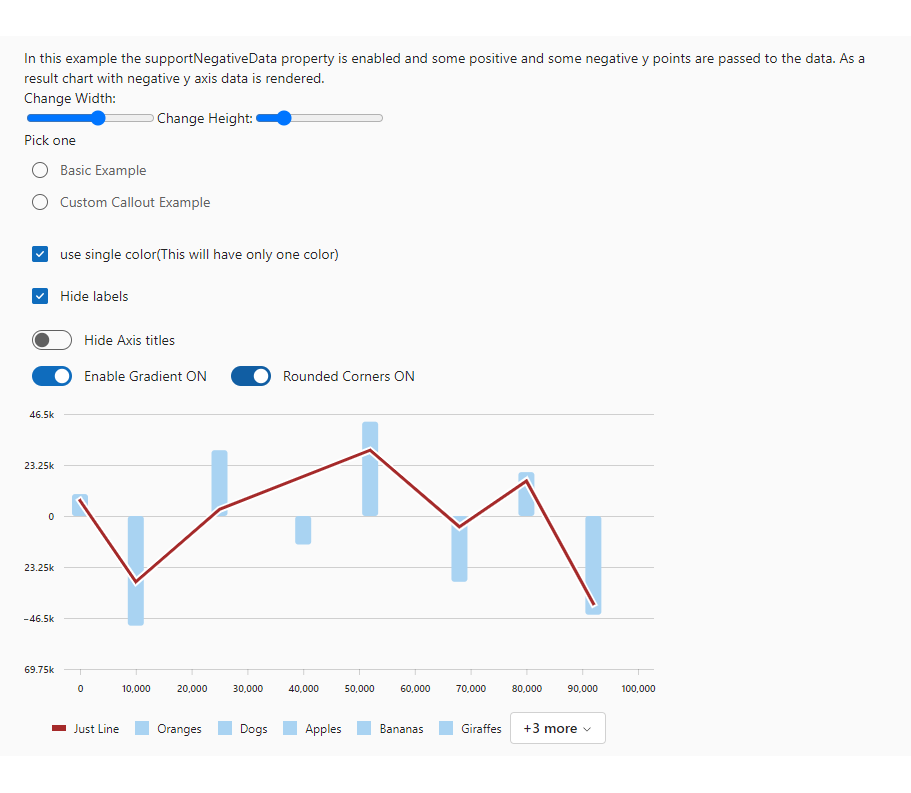 In this example the supportNegativeData property is enabled and some positive and some negative y points are passed to the data. As a
result chart with negative y axis data is rendered.
Change Width:
Change Height:
Pick one
Basic Example
Custom Callout Example
use single color(This will have only one color)
Hide labels
Hide Axis titles
Enable Gradient ON Rounded Corners ON
46.5k
23.25k
0
23.25k
−46.5k
69.75k
0 10,000 20,000 30,000 40,000 50,000 60,000 70,000 80,000 90,000 100,000
Just Line Oranges Dogs Apples Bananas Giraffes +3 more